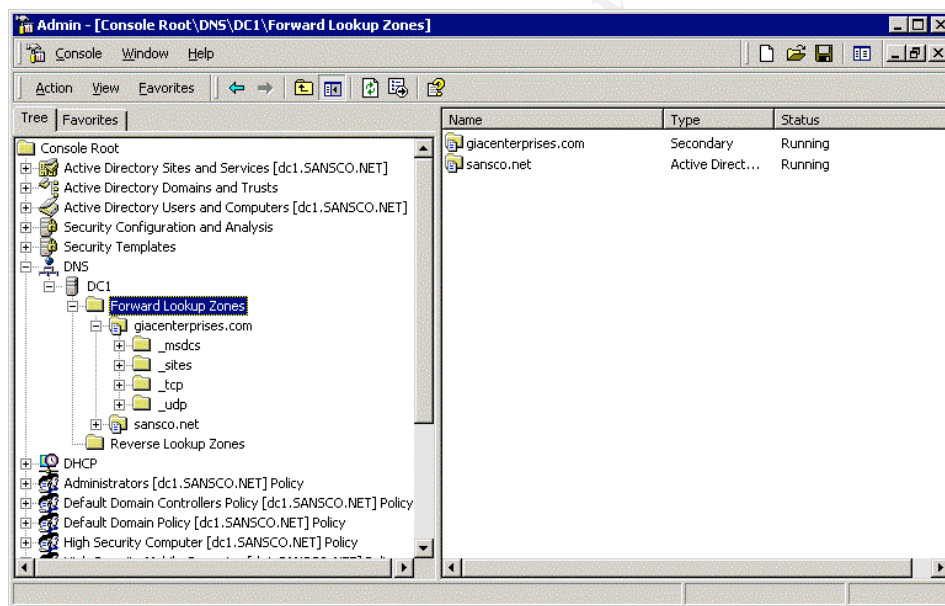 Admin - [Console Root\DNS\DC1\Forward Lookup Zones]
Console Window Help
Action View Favorites
Tree Favorites
Name Type Status
Console Root
Active Directory Sites and Services [dc1.SANSCO.NET]
Active Directory Domains and Trusts
Active Directory Users and Computers [dc1.SANSCO.NET]
Security Configuration and Analysis
Security Templates
DNS
DC1
Forward Lookup Zones
giacenterprises.com
_msdcs
_sites
_tcp
_udp
sansco.net
Reverse Lookup Zones
DHCP
Administrators [dc1.SANSCO.NET] Policy
Default Domain Controllers Policy [dc1.SANSCO.NET] Policy
Default Domain Policy [dc1.SANSCO.NET] Policy
High Security Computer [dc1.SANSCO.NET] Policy
giacenterprises.com Secondary Running
sansco.net Active Direct... Running